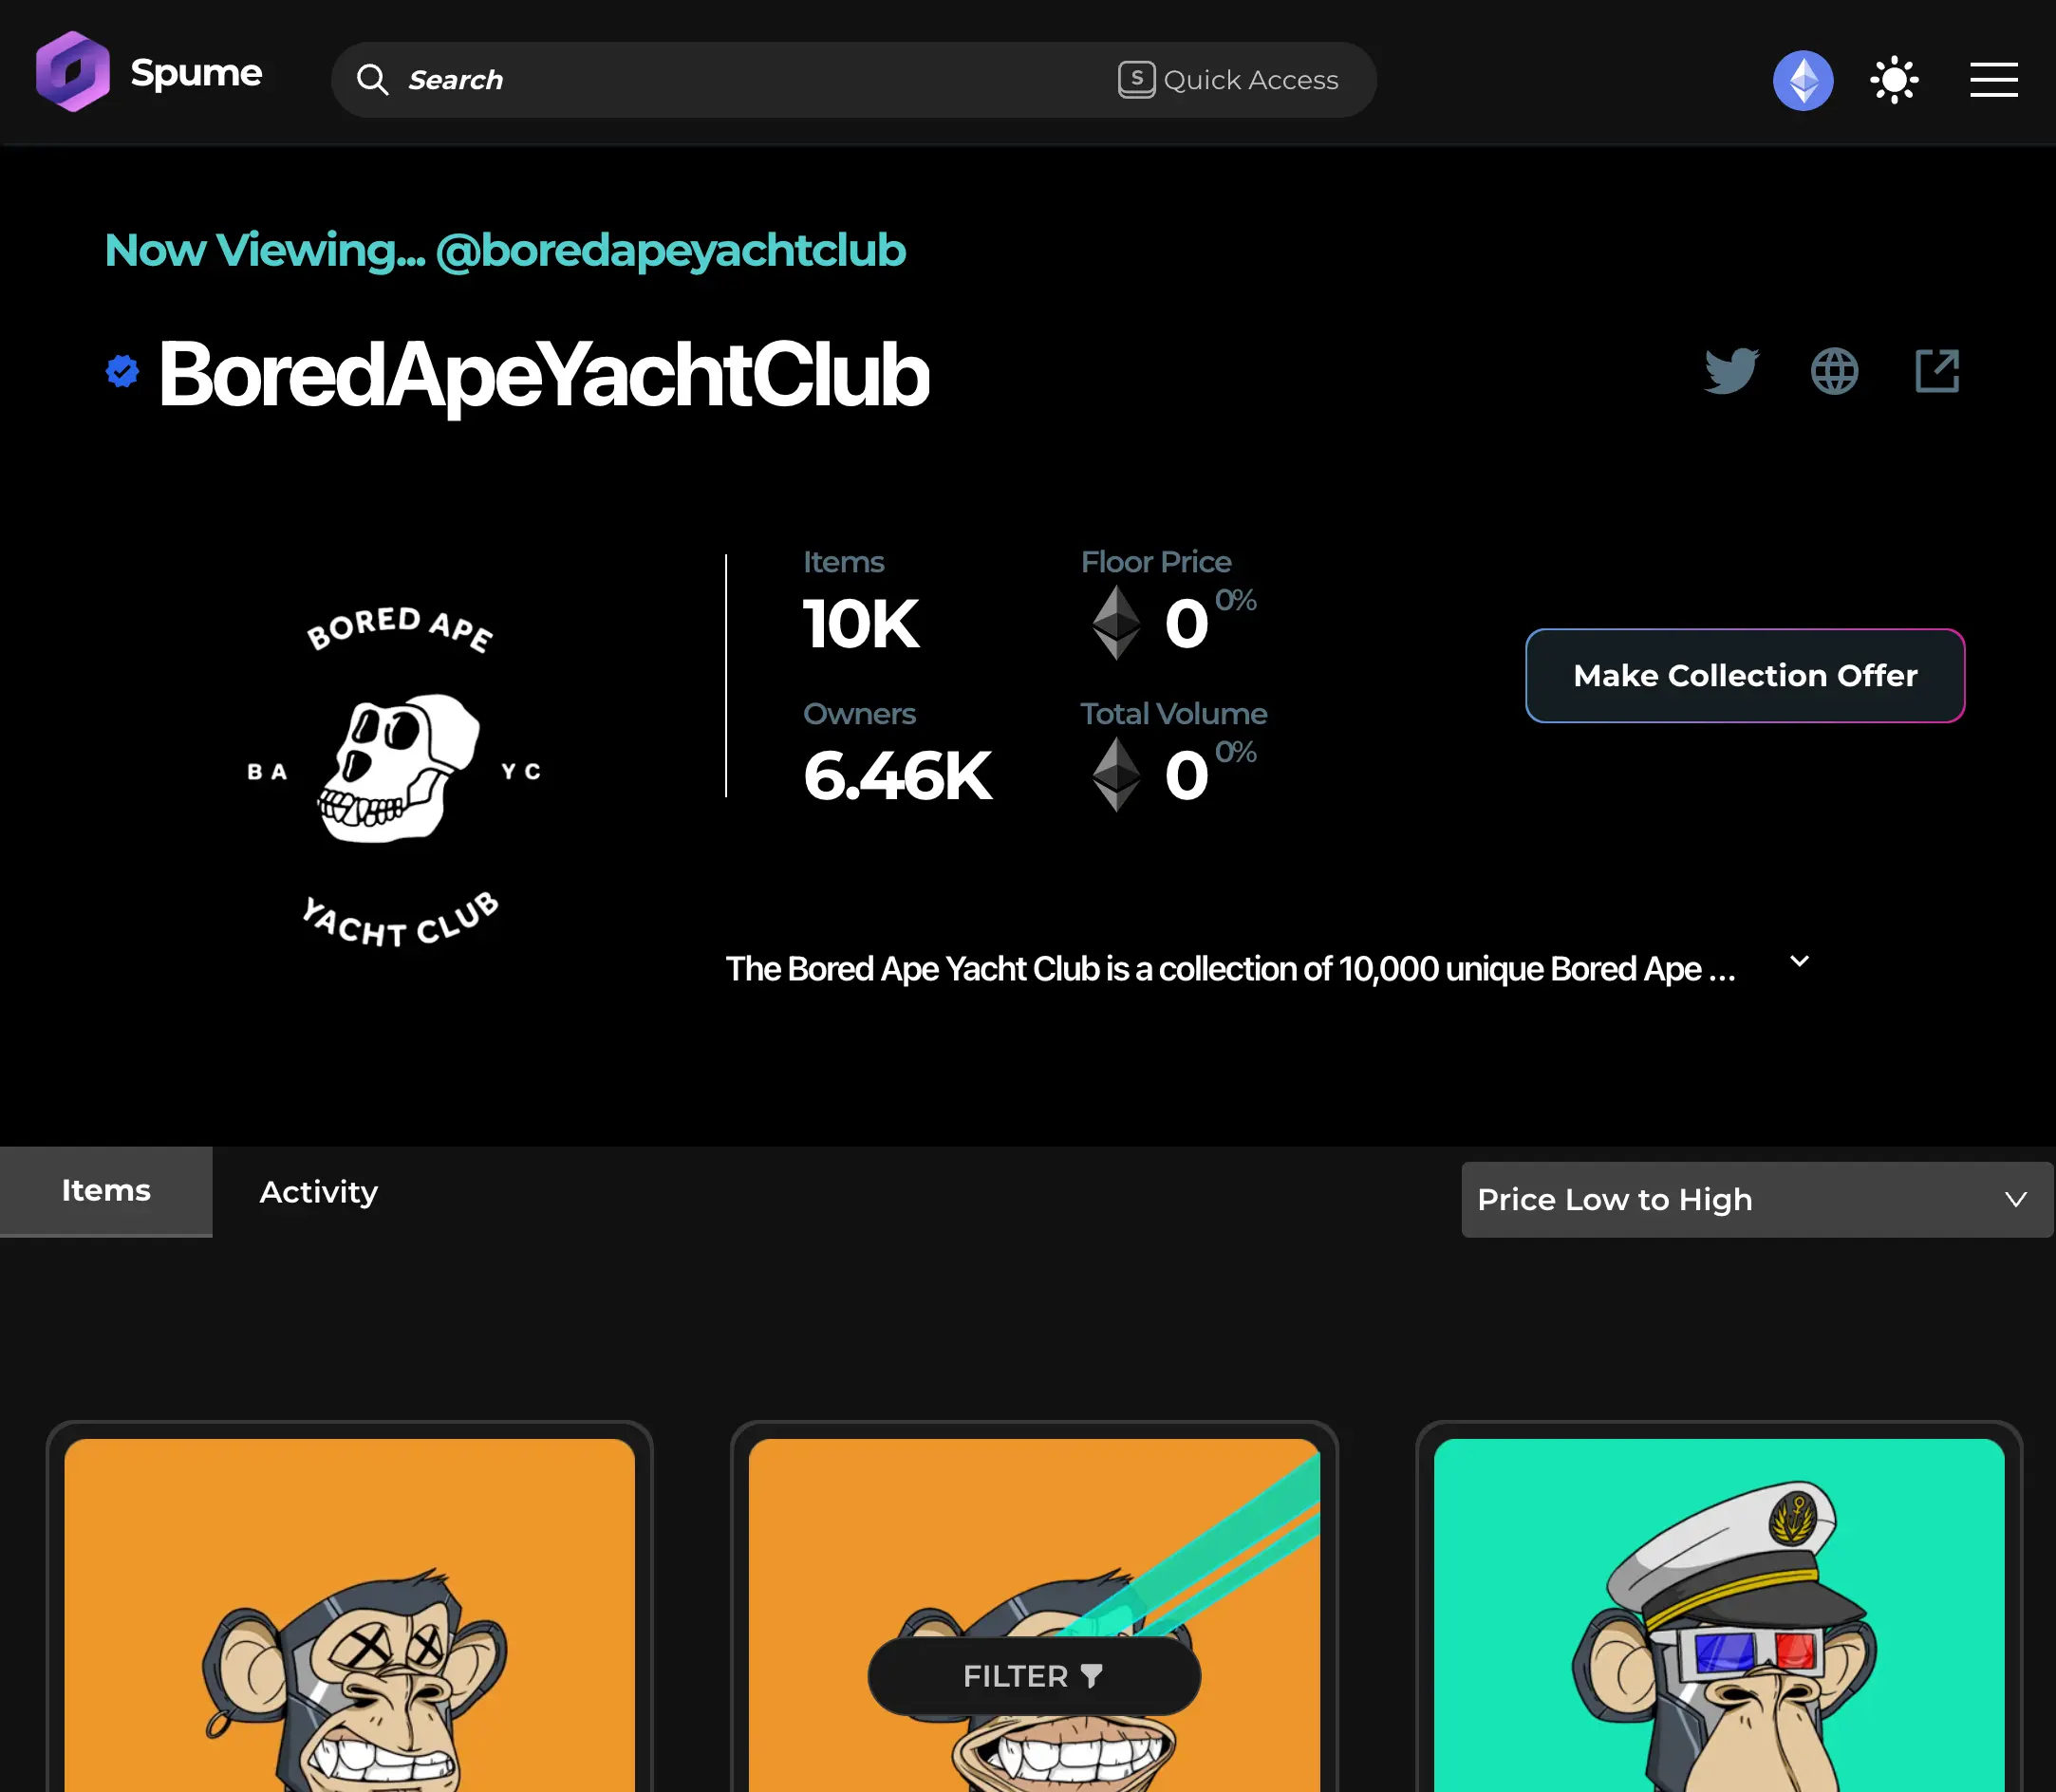 Spume
Search
S Quick Access
Now Viewing... @boredapeyachtclub
BoredApeYachtClub
Items
Floor Price
10K
0 0%
Owners
Total Volume
6.46K
0 0%
Make Collection Offer
BORED APE
BA YC
YACHT CLUB
The Bored Ape Yacht Club is a collection of 10,000 unique Bored Ape ...
Items
Activity
Price Low to High
FILTER